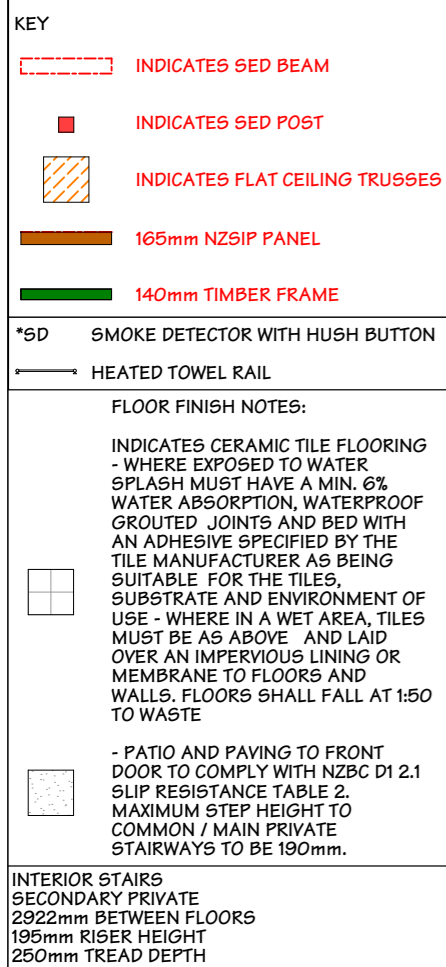 KEY
INDICATES SED BEAM
INDICATES SED POST
INDICATES FLAT CEILING TRUSSES
165mm NZSIP PANEL
140mm TIMBER FRAME
*SD SMOKE DETECTOR WITH HUSH BUTTON
HEATED TOWEL RAIL
FLOOR FINISH NOTES:
INDICATES CERAMIC TILE FLOORING
- WHERE EXPOSED TO WATER
SPLASH MUST HAVE A MIN. 6%
WATER ABSORPTION, WATERPROOF
GROUTED JOINTS AND BED WITH
AN ADHESIVE SPECIFIED BY THE
TILE MANUFACTURER AS BEING
SUITABLE FOR THE TILES,
SUBSTRATE AND ENVIRONMENT OF
USE - WHERE IN A WET AREA, TILES
MUST BE AS ABOVE AND LAID
OVER AN IMPERVIOUS LINING OR
MEMBRANE TO FLOORS AND
WALLS. FLOORS SHALL FALL AT 1:50
TO WASTE
- PATIO AND PAVING TO FRONT
DOOR TO COMPLY WITH NZBC D1 2.1
SLIP RESISTANCE TABLE 2.
MAXIMUM STEP HEIGHT TO
COMMON / MAIN PRIVATE
STAIRWAYS TO BE 190mm.
INTERIOR STAIRS
SECONDARY PRIVATE
2922mm BETWEEN FLOORS
195mm RISER HEIGHT
250mm TREAD DEPTH